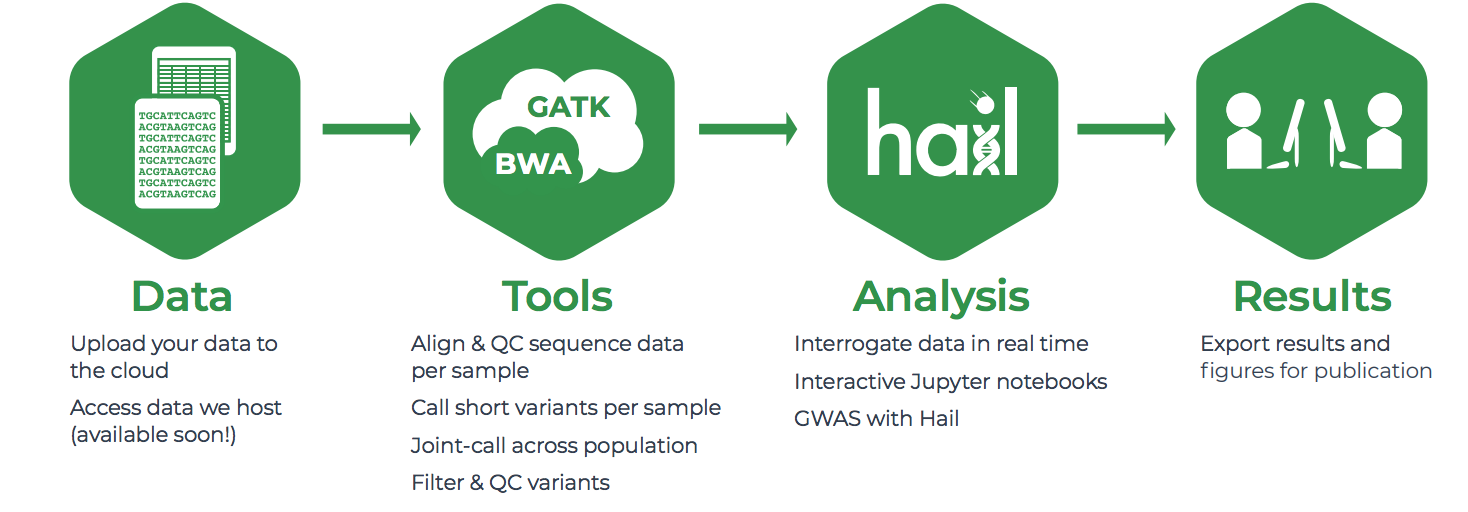 TGCATTCAGTC
ACGTAAGTCAG
TGCATTCAGTC
ACGTAAGTCAG
TGCATTCAGTC
ACGTAAGTCAG
TGCATTCAGTC
ACGTAAGTCAG
GATK
BWA
hail
Data
Upload your data to
the cloud
Access data we host
(available soon!)
Tools
Align & QC sequence data
per sample
Call short variants per sample
Joint-call across population
Filter & QC variants
Analysis
Interrogate data in real time
Interactive Jupyter notebooks
GWAS with Hail
Results
Export results and
figures for publication